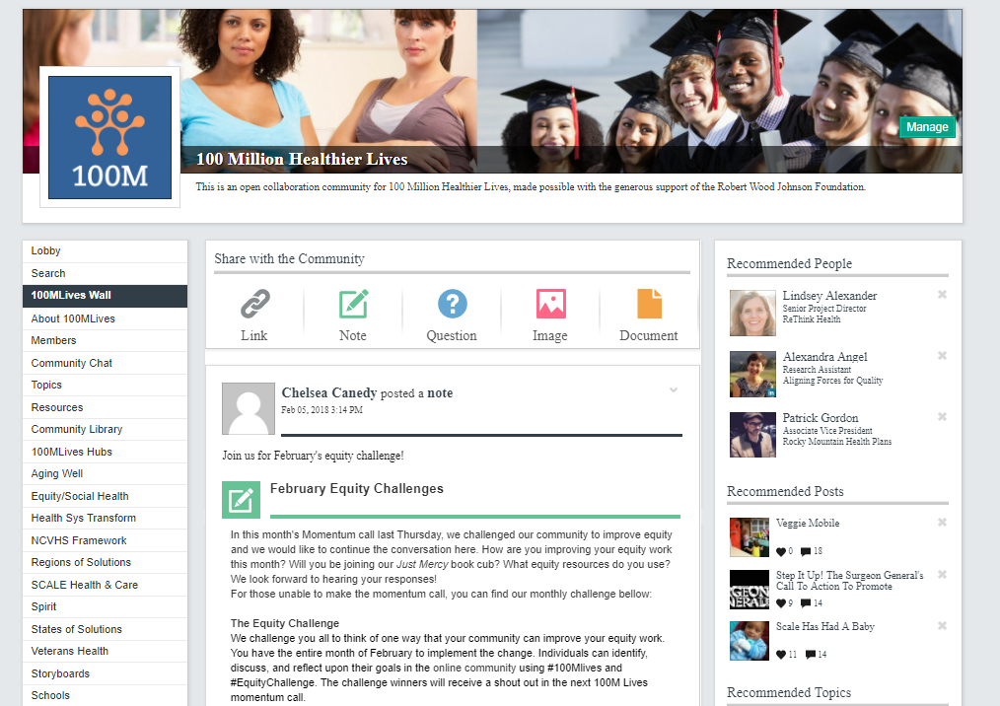 Manage
100M
100 Million Healthier Lives
This is an open collaboration community for 100 Million Healthier Lives, made possible with the generous support of the Robert Wood Johnson Foundation.
Lobby
Search
100MLives Wall
About 100MLives
Members
Community Chat
Topics
Resources
Community Library
100MLives Hubs
Aging Well
Equity/Social Health
Health Sys Transform
NCVHS Framework
Regions of Solutions
SCALE Health & Care
Spirit
States of Solutions
Veterans Health
Storyboards
Schools
Share with the Community
Link
Note
Question
Image
Document
Chelsea Canedy posted a note
Feb 05, 2018 3:14 PM
Join us for February's equity challenge!
February Equity Challenges
In this month's Momentum call last Thursday, we challenged our community to improve equity
and we would like to continue the conversation here. How are you improving your equity work
this month? Will you be joining our Just Mercy book cub? What equity resources do you use?
We look forward to hearing your responses!
For those unable to make the momentum call, you can find our monthly challenge bellow:
The Equity Challenge
We challenge you all to think of one way that your community can improve your equity work.
You have the entire month of February to implement the change. Individuals can identify,
discuss, and reflect upon their goals in the online community using #100Mlives and
#EquityChallenge. The challenge winners will receive a shout out in the next 100M Lives
momentum call.
Recommended People
Lindsey Alexander
Senior Project Director
ReThink Health
Alexandra Angel
Research Assistant
Aligning Forces for Quality
Patrick Gordon
Associate Vice President
Rocky Mountain Health Plans
Recommended Posts
Veggie Mobile
0 18
Step It Up! The Surgeon General's
Call To Action To Promote
9 14
Scale Has Had A Baby
11 14
Recommended Topics